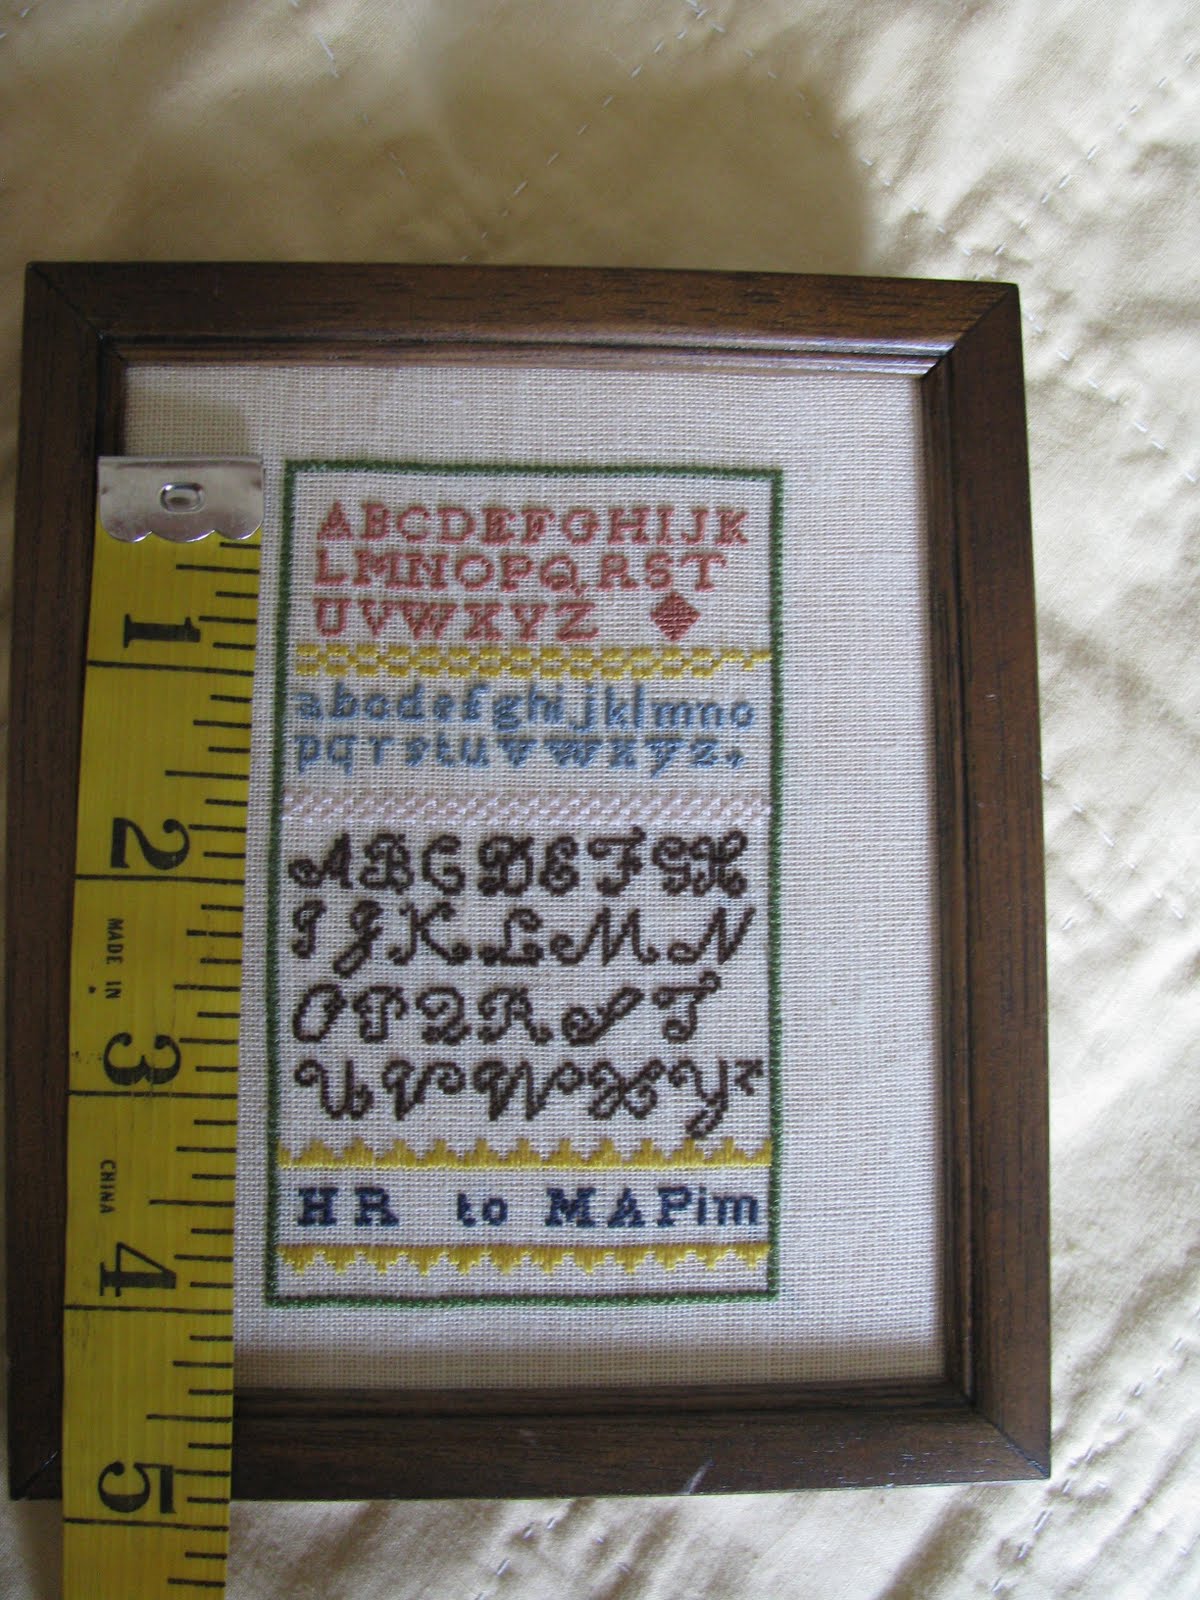 ABCDEFGHIJK
LMNOPQRST
UVWXYZ
abcdefghijklmno
pqrstuvwxyz.
ABCDEFGH
IJKLMN
OPQRST
UVWXYZ
HR to MAPim
1
2
MADE IN
3
CHINA
4
5